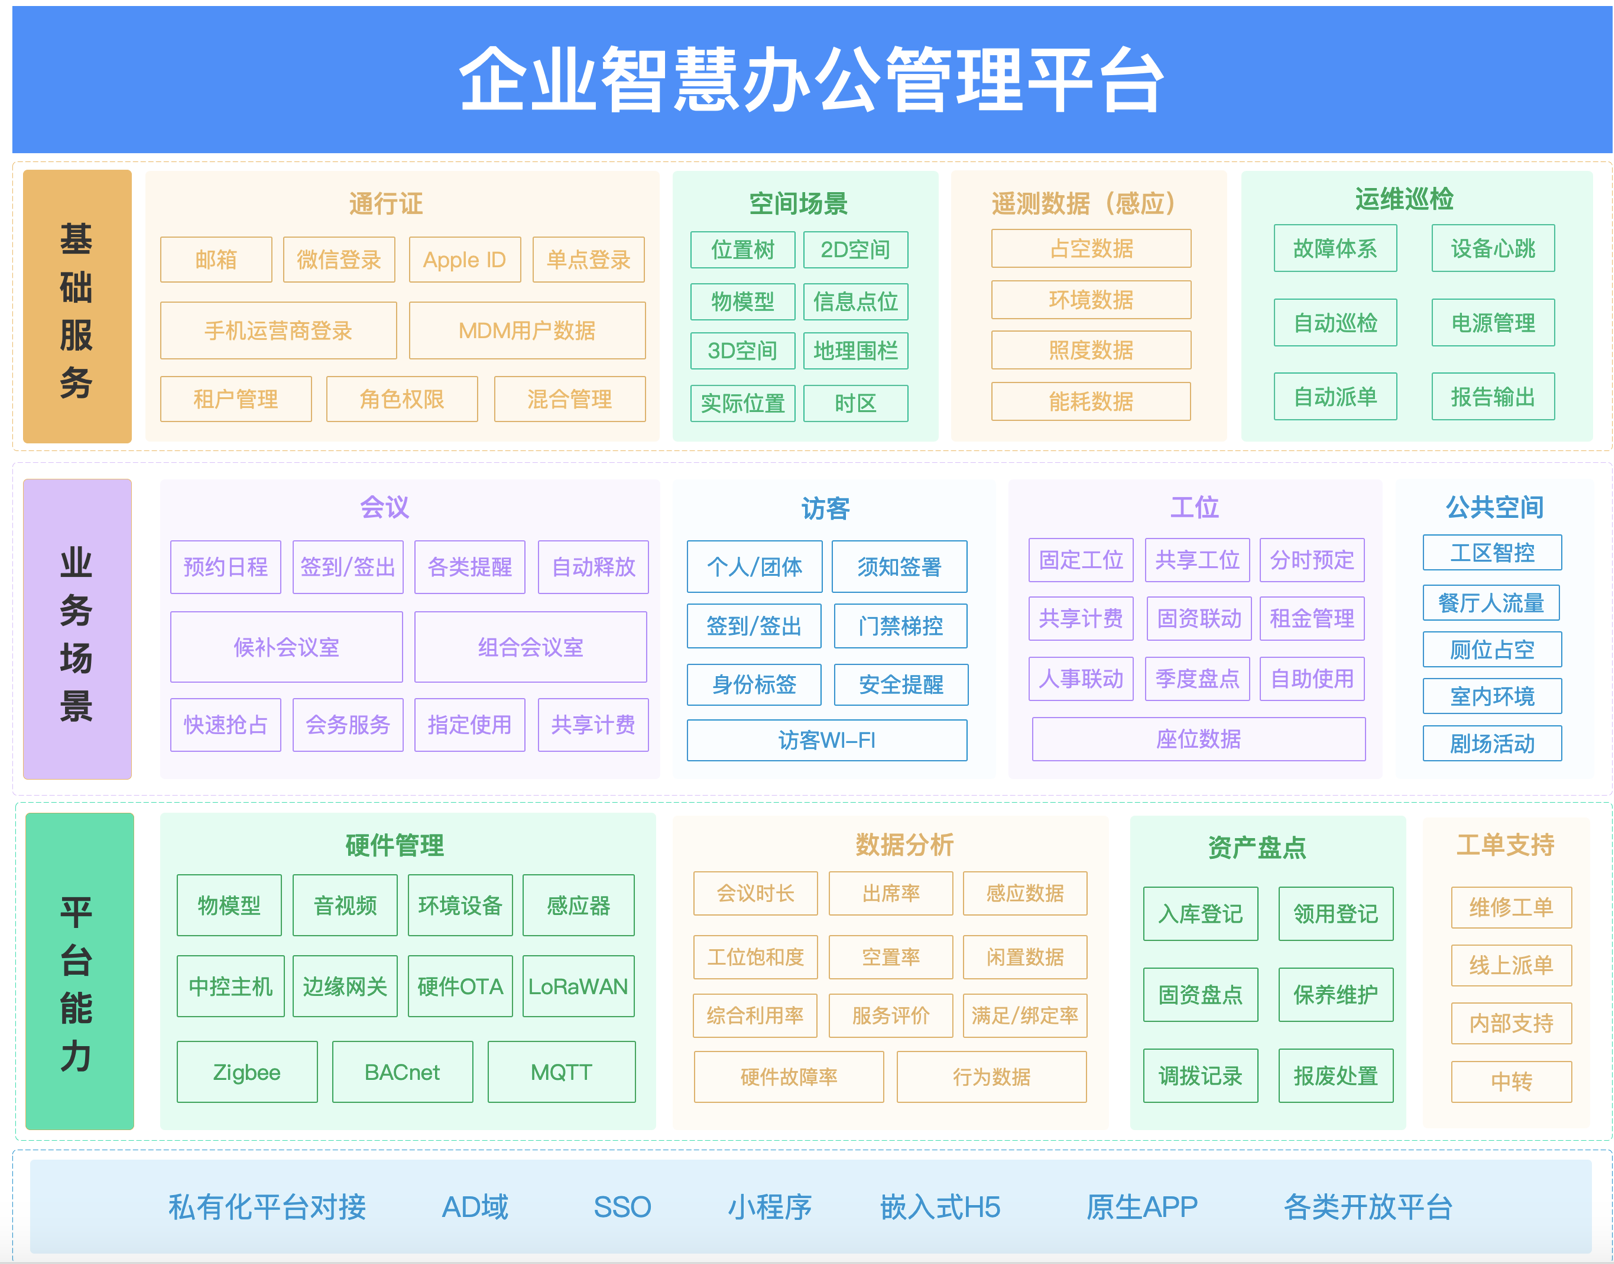 企业智慧办公管理平台
基础服务
通行证
邮箱 微信登录 Apple ID 单点登录
手机运营商登录 MDM用户数据
租户管理 角色权限 混合管理
空间场景
位置树 2D空间
物模型 信息点位
3D空间 地理围栏
实际位置 时区
遥测数据（感应）
占空数据
环境数据
照度数据
能耗数据
运维巡检
故障体系 设备心跳
自动巡检 电源管理
自动派单 报告输出
业务场景
会议
预约日程 签到/签出 各类提醒 自动释放
候补会议室 组合会议室
快速抢占 会务服务 指定使用 共享计费
访客
个人/团体 须知签署
签到/签出 门禁梯控
身份标签 安全提醒
访客WI-FI
工位
固定工位 共享工位 分时预定
共享计费 固资联动 租金管理
人事联动 季度盘点 自助使用
座位数据
公共空间
工区智控
餐厅人流量
厕位占空
室内环境
剧场活动
平台能力
硬件管理
物模型 音视频 环境设备 感应器
中控主机 边缘网关 硬件OTA LoRaWAN
Zigbee BACnet MQTT
数据分析
会议时长 出席率 感应数据
工位饱和度 空置率 闲置数据
综合利用率 服务评价 满足/绑定率
硬件故障率 行为数据
资产盘点
入库登记 领用登记
固资盘点 保养维护
调拨记录 报废处置
工单支持
维修工单
线上派单
内部支持
中转
私有化平台对接 AD域 SSO 小程序 嵌入式H5 原生APP 各类开放平台